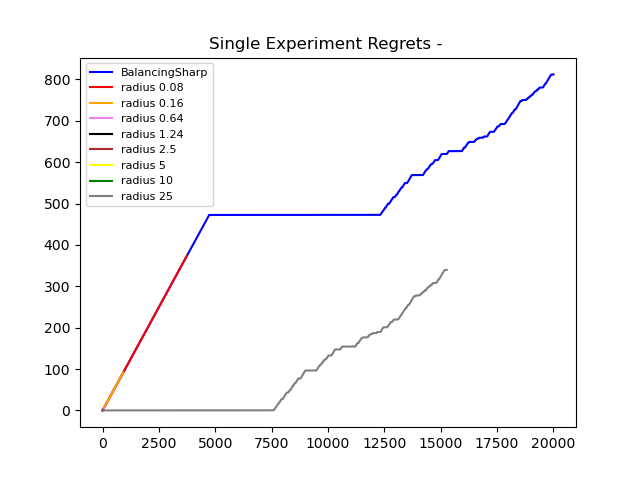 Single Experiment Regrets -
BalancingSharp
radius 0.08
radius 0.16
radius 0.64
radius 1.24
radius 2.5
radius 5
radius 10
radius 25
800
700
600
500
400
300
200
100
0
0 2500 5000 7500 10000 12500 15000 17500 20000